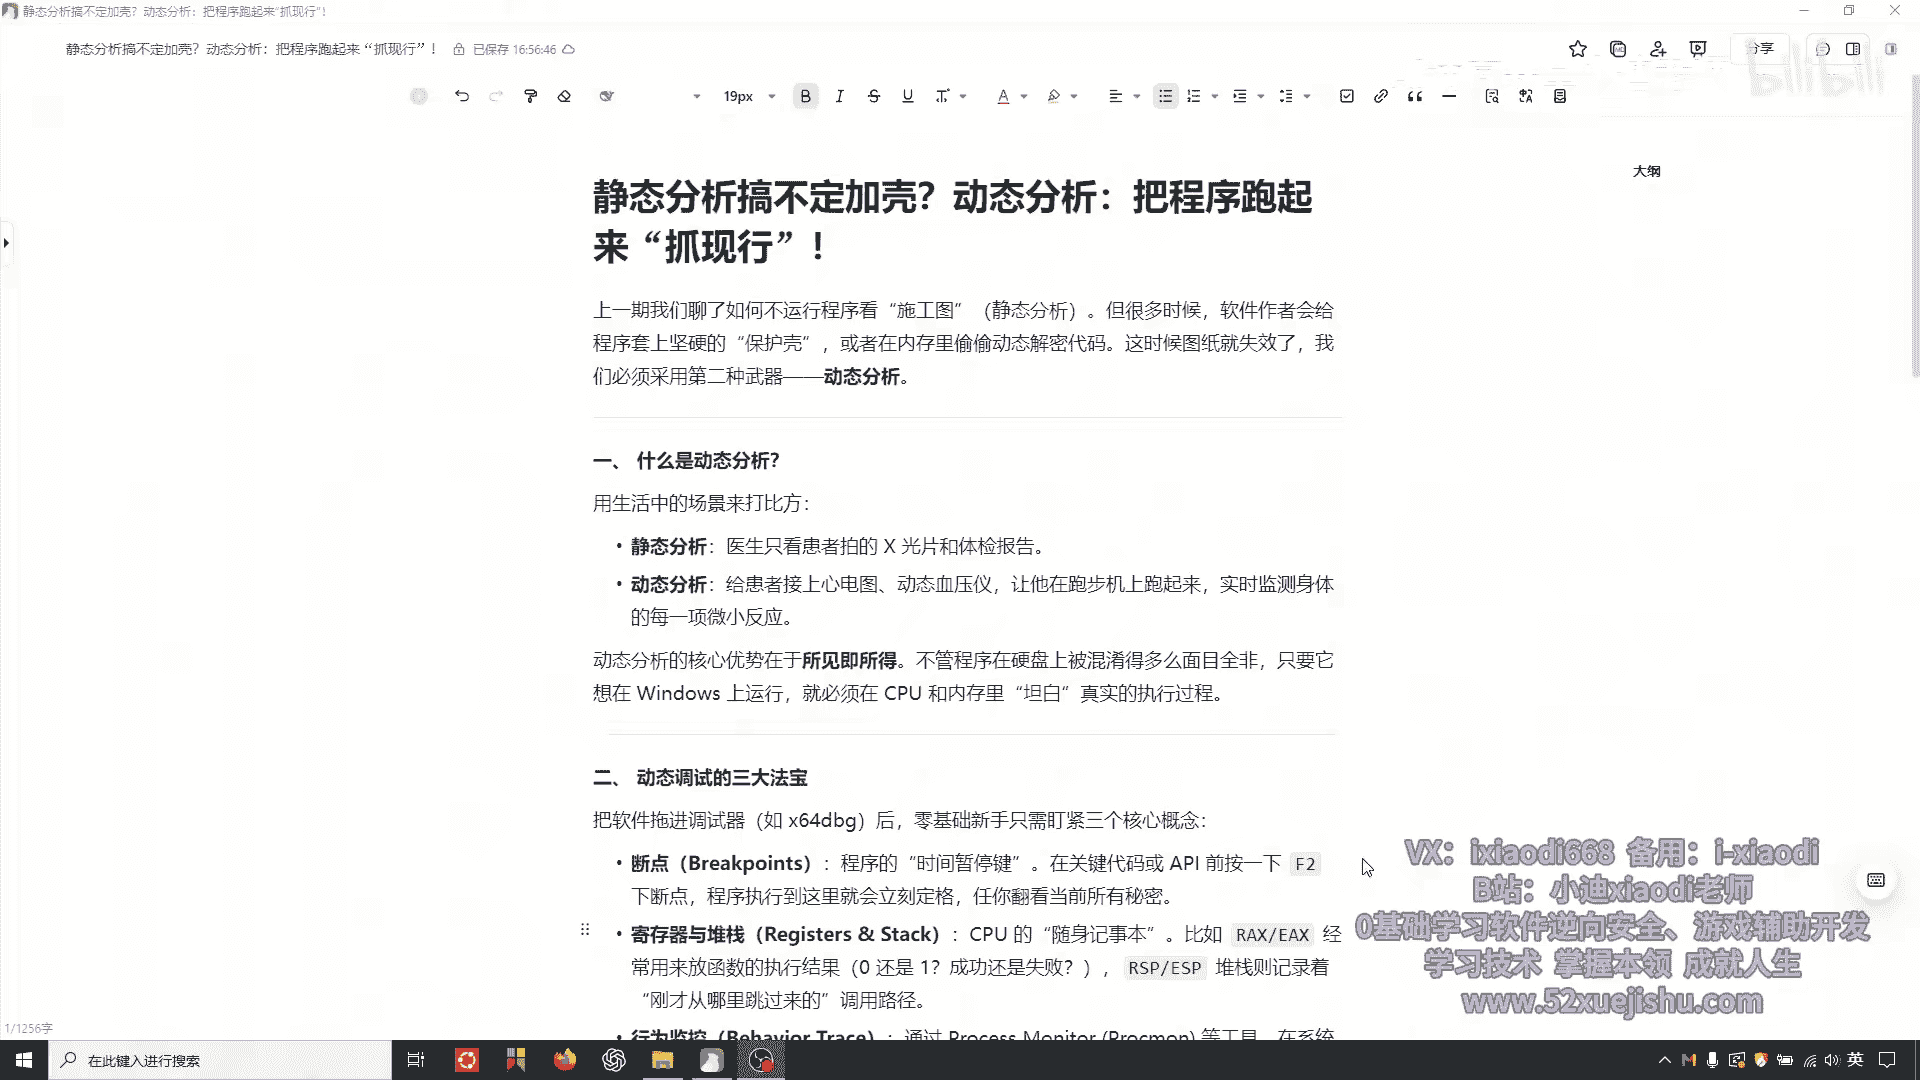 静态分析搞不定加壳？动态分析：把程序跑起来“抓现行”！
静态分析搞不定加壳？动态分析：把程序跑起来“抓现行”！ 已保存 16:56:46
分享
bilibili
19px
大纲
静态分析搞不定加壳？动态分析：把程序跑起
来“抓现行”！
上一期我们聊了如何不运行程序看“施工图”（静态分析）。但很多时候，软件作者会给
程序套上坚硬的“保护壳”，或者在内存里偷偷动态解密代码。这时候图纸就失效了，我
们必须采用第二种武器——动态分析。
一、 什么是动态分析？
用生活中的场景来打比方：
• 静态分析：医生只看患者拍的 X 光片和体检报告。
• 动态分析：给患者接上心电图、动态血压仪，让他在跑步机上跑起来，实时监测身体
的每一项微小反应。
动态分析的核心优势在于所见即所得。不管程序在硬盘上被混淆得多么面目全非，只要它
想在 Windows 上运行，就必须在 CPU 和内存里“坦白”真实的执行过程。
二、 动态调试的三大法宝
把软件拖进调试器（如 x64dbg）后，零基础新手只需盯紧三个核心概念：
• 断点（Breakpoints）：程序的“时间暂停键”。在关键代码或 API 前按一下 F2
下断点，程序执行到这里就会立刻定格，任你翻看当前所有秘密。
• 寄存器与堆栈（Registers & Stack）：CPU 的“随身记事本”。比如 RAX/EAX 经
常用来放函数的执行结果（0 还是 1？成功还是失败？），RSP/ESP 堆栈则记录着
“刚才从哪里跳过来的”调用路径。
• 行为监控（Behavior Trace）：通过 Process Monitor (Procmon) 等工具，在系统
VX：ixiaodi668 备用：i-xiaodi
B站：小迪xiaodi老师
0基础学习软件逆向安全、游戏辅助开发
学习技术 掌握本领 成就人生
www.52xuejishu.com
1/1256字
在此键入进行搜索
英